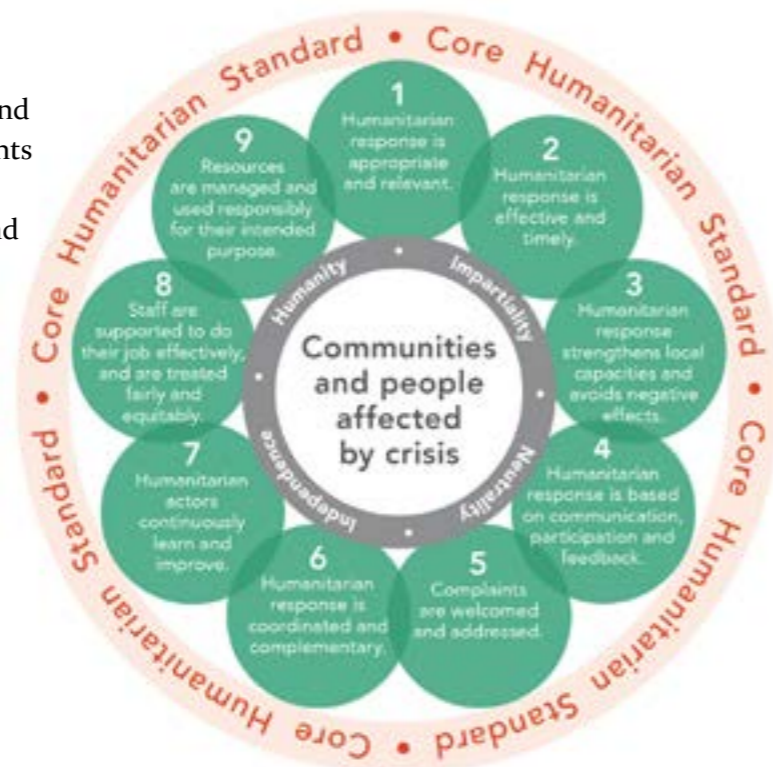 Core Humanitarian Standard • Core Humanitarian Standard • Core Humanitarian Standard • Core Humanitarian Standard •
1
Humanitarian
response is
appropriate
and relevant.
2
Humanitarian
response is
effective and
timely.
3
Humanitarian
response
strengthens local
capacities and
avoids negative
effects.
4
Humanitarian
response is based
on communication,
participation and
feedback.
5
Complaints
are welcomed
and addressed.
6
Humanitarian
response is
coordinated and
complementary.
7
Humanitarian
actors
continuously
learn and
improve.
8
Staff are
supported to do
their job effectively,
and are treated
fairly and
equitably.
9
Resources
are managed and
used responsibly
for their intended
purpose.
Humanity • Impartiality • Neutrality • Independence •
Communities
and people
affected
by crisis